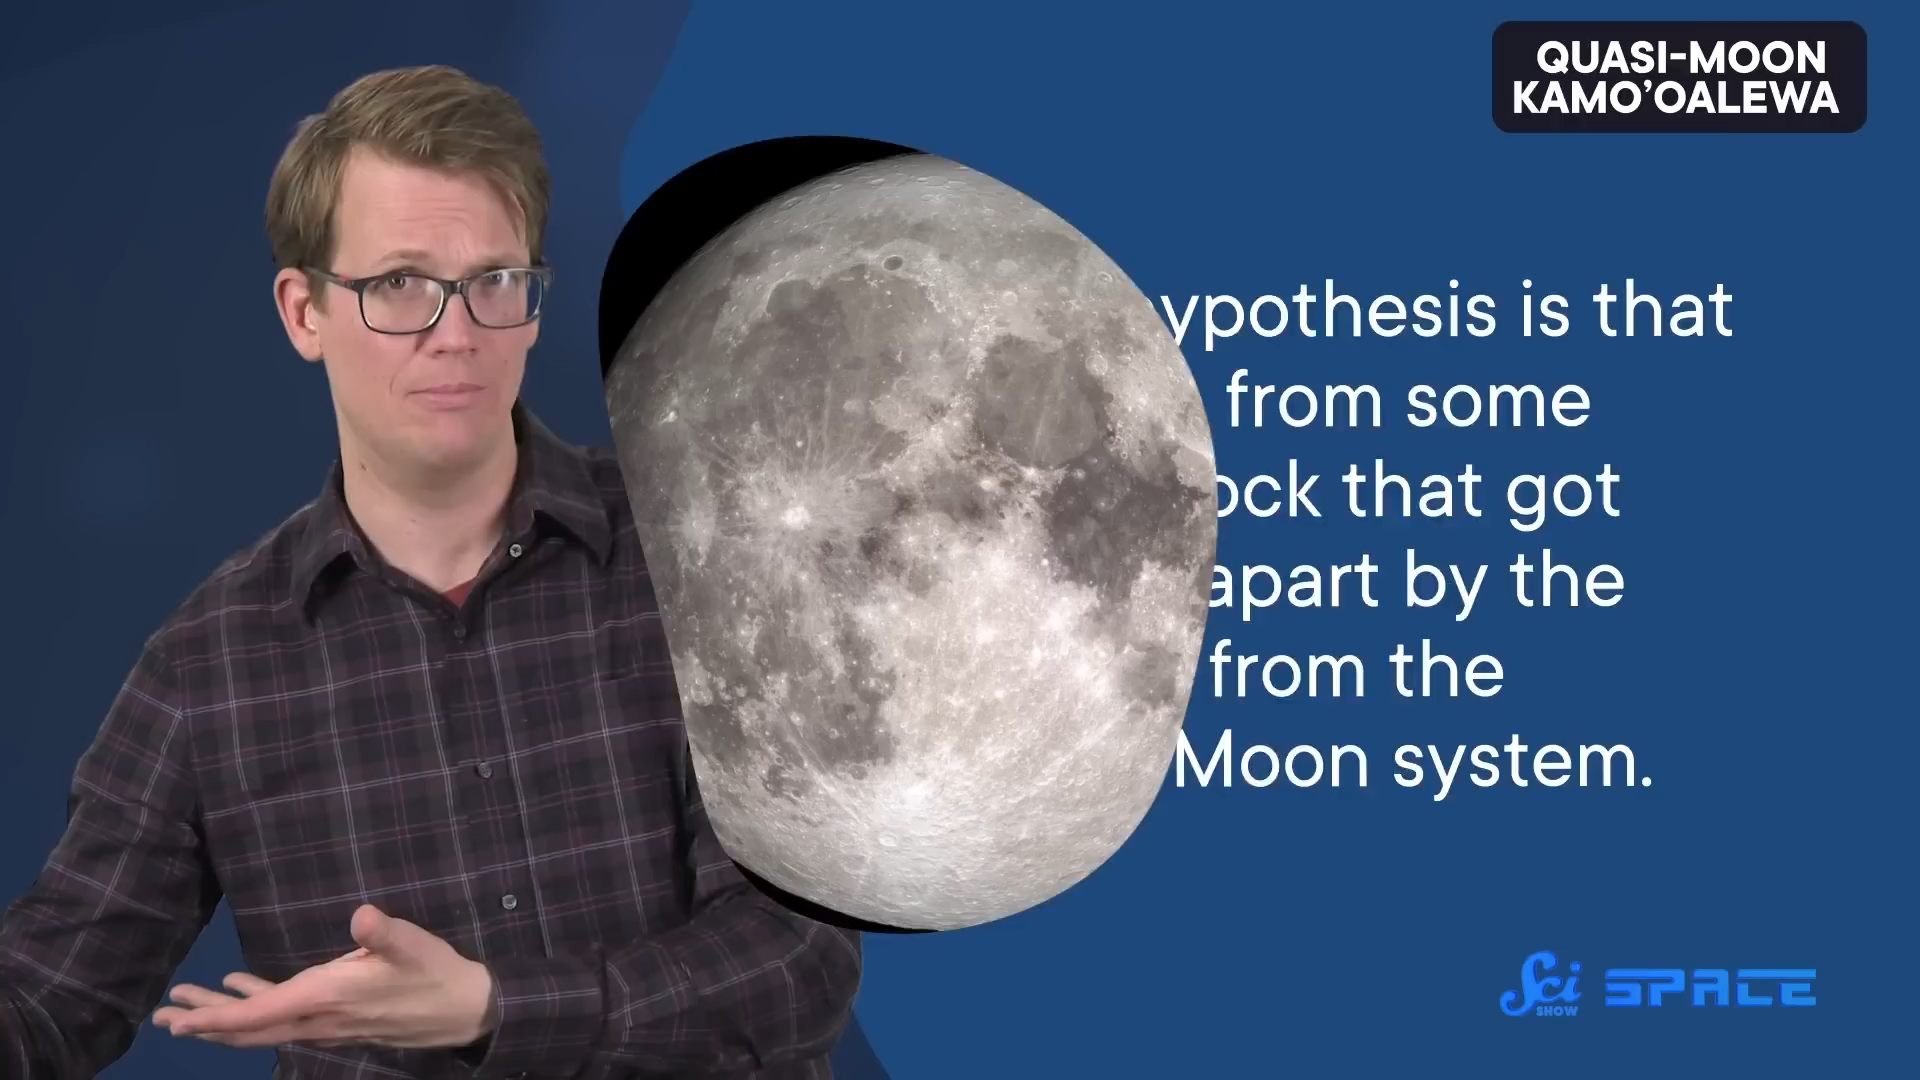 QUASI-MOON
KAMO'OALEWA
ypothesis is that
from some
ock that got
apart by the
from the
Moon system.
Sci
SHOW
SPACE